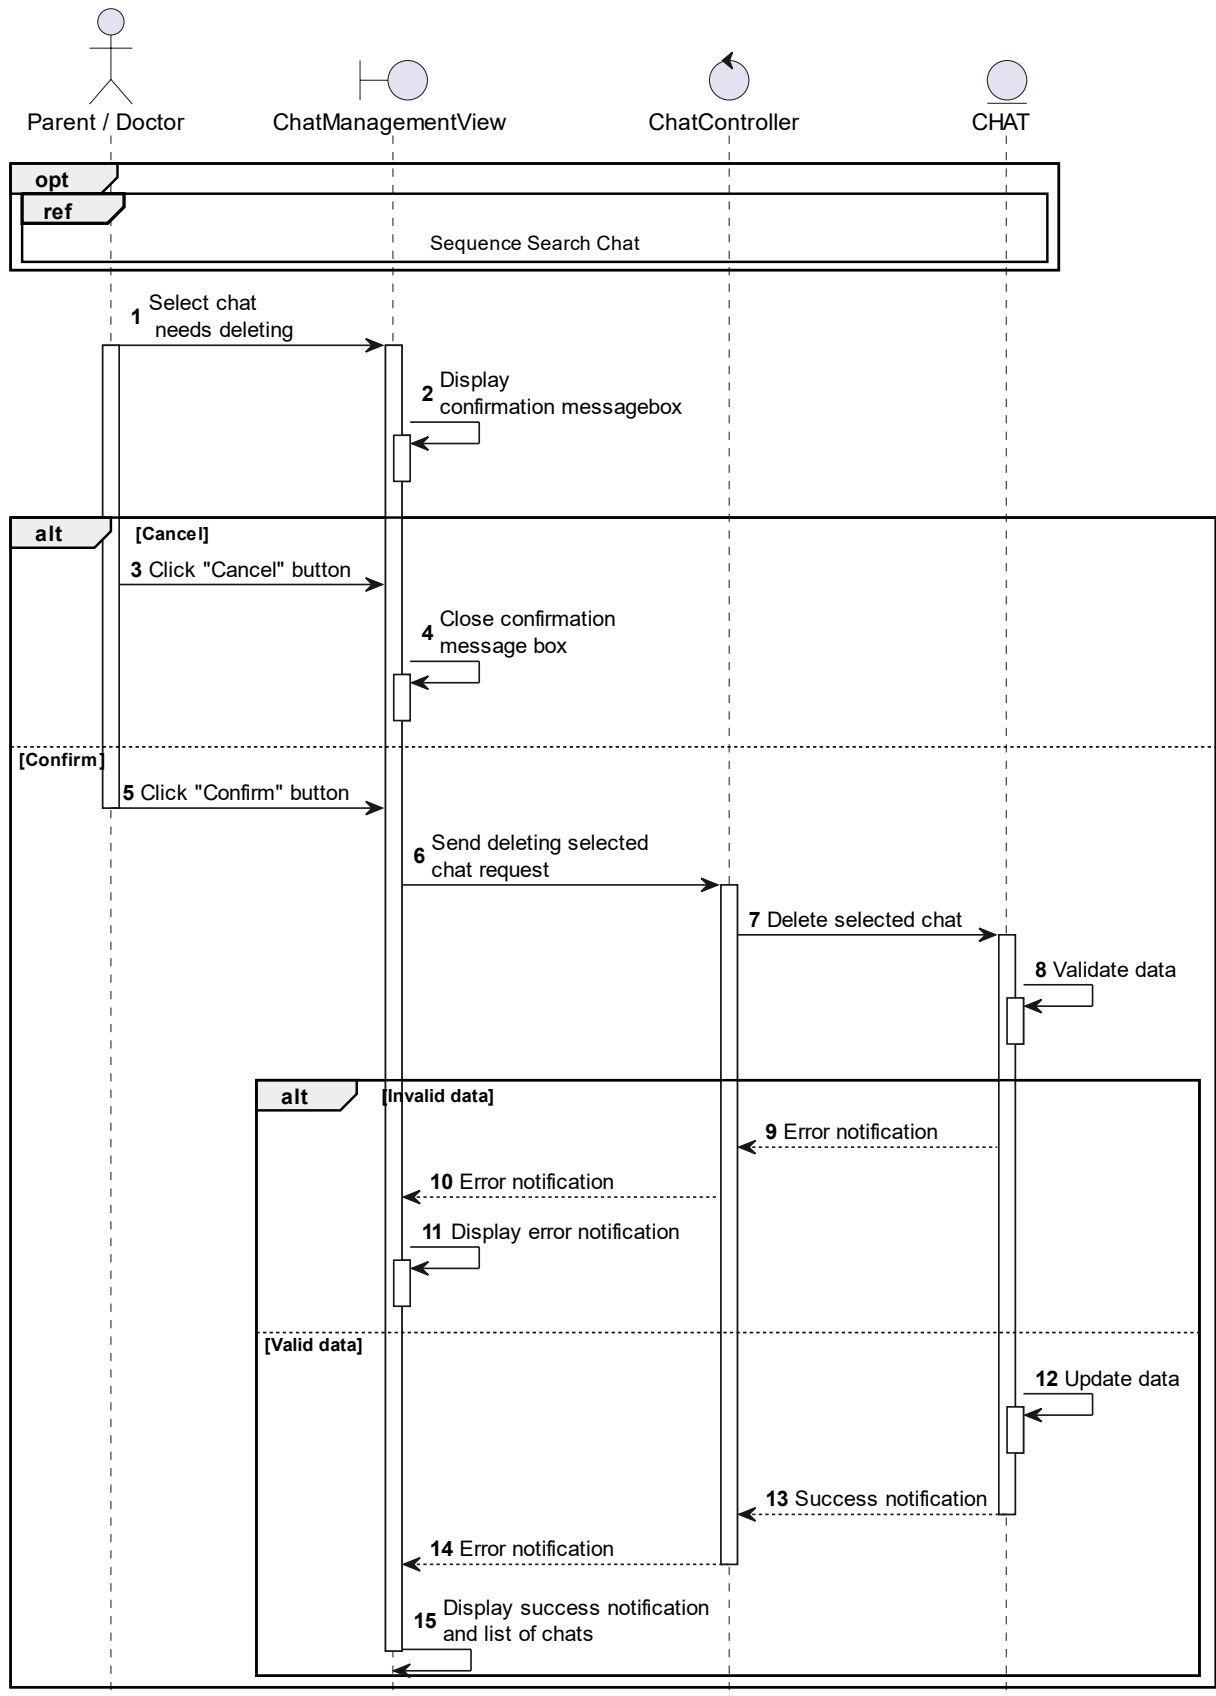 Parent / Doctor
ChatManagementView
ChatController
CHAT
opt
ref
Sequence Search Chat
1 Select chat
needs deleting
2 Display
confirmation messagebox
alt [Cancel]
3 Click "Cancel" button
4 Close confirmation
message box
[Confirm]
5 Click "Confirm" button
6 Send deleting selected
chat request
7 Delete selected chat
8 Validate data
alt [Invalid data]
9 Error notification
10 Error notification
11 Display error notification
[Valid data]
12 Update data
13 Success notification
14 Error notification
15 Display success notification
and list of chats